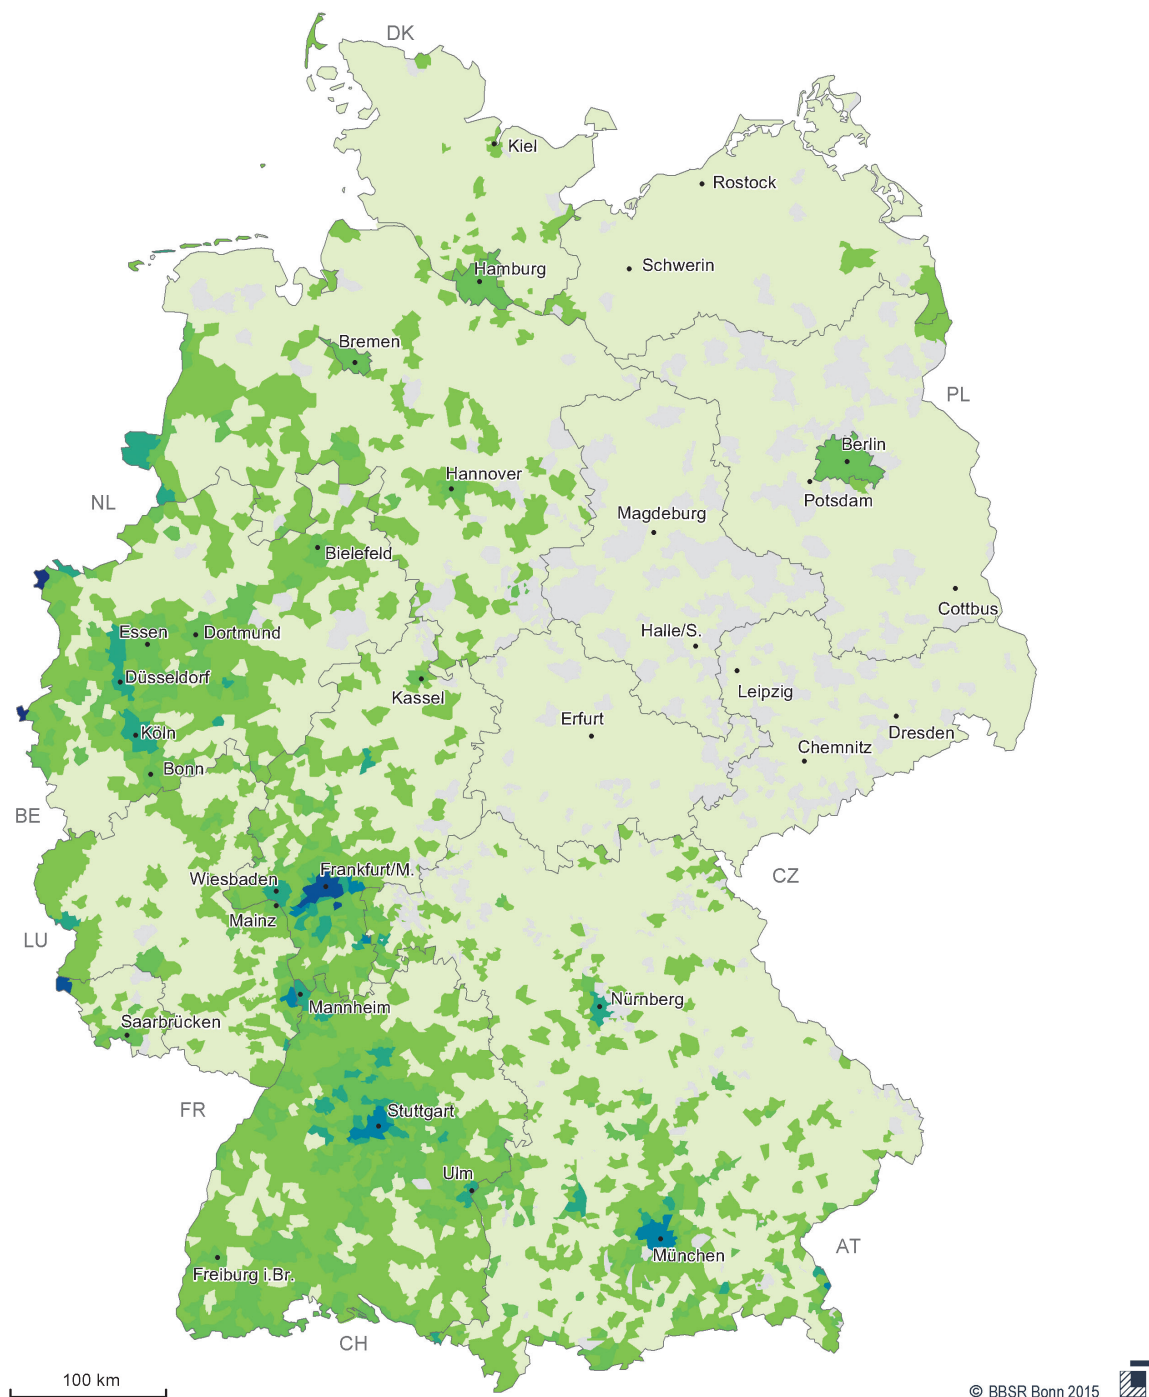 DK
Kiel
Rostock
Hamburg
Schwerin
Bremen
PL
Berlin
Hannover
NL
Potsdam
Magdeburg
Bielefeld
Cottbus
Essen
Dortmund
Halle/S.
Düsseldorf
Leipzig
Kassel
Erfurt
Köln
Dresden
Chemnitz
Bonn
BE
Frankfurt/M.
CZ
Wiesbaden
Mainz
LU
Nürnberg
Mannheim
Saarbrücken
FR
Stuttgart
Ulm
AT
München
Freiburg i.Br.
CH
100 km
© BBSR Bonn 2015